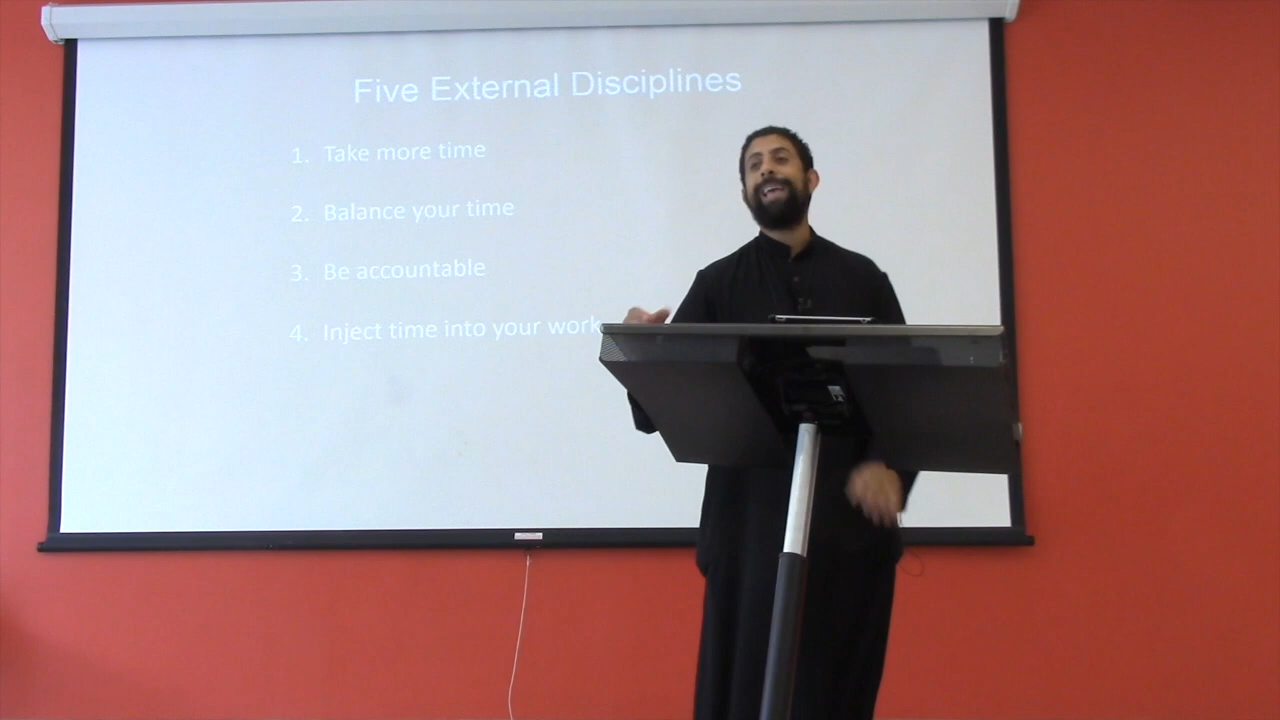 Five External Disciplines
1. Take more time
2. Balance your time
3. Be accountable
4. Inject time into your work